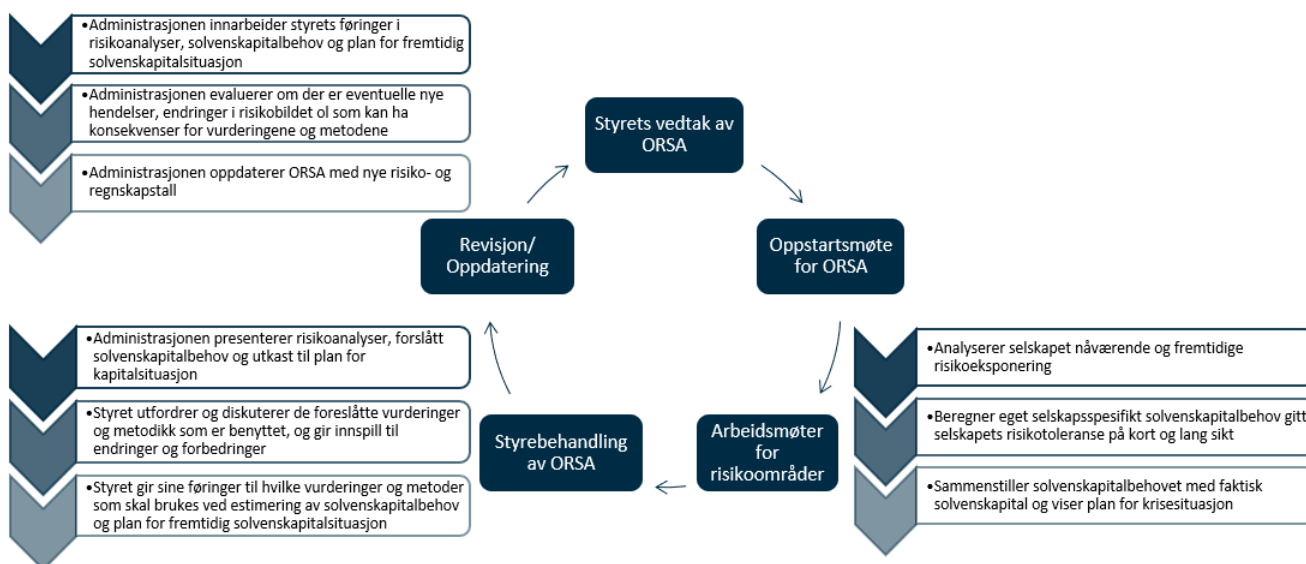 •Administrasjonen innarbeider styrets føringer i
risikoanalyser, solvenskapitalbehov og plan for fremtidig
solvenskapitalsituasjon
•Administrasjonen evaluerer om der er eventuelle nye
hendelser, endringer i risikobildet ol som kan ha
konsekvenser for vurderingene og metodene
•Administrasjonen oppdaterer ORSA med nye risiko- og
regnskapstall
Styrets vedtak av
ORSA
Revisjon/
Oppdatering
Oppstartsmøte
for ORSA
•Administrasjonen presenterer risikoanalyser, forslått
solvenskapitalbehov og utkast til plan for
kapitalsituasjon
•Styret utfordrer og diskuterer de foreslåtte vurderinger
og metodikk som er benyttet, og gir innspill til
endringer og forbedringer
•Styret gir sine føringer til hvilke vurderinger og metoder
som skal brukes ved estimering av solvenskapitalbehov
og plan for fremtidig solvenskapitalsituasjon
Styrebehandling
av ORSA
Arbeidsmøter
for
risikoområder
•Analyserer selskapet nåværende og fremtidige
risikoeksponering
•Beregner eget selskapsspesifikt solvenskapitalbehov gitt
selskapets risikotoleranse på kort og lang sikt
•Sammenstiller solvenskapitalbehovet med faktisk
solvenskapital og viser plan for krisesituasjon